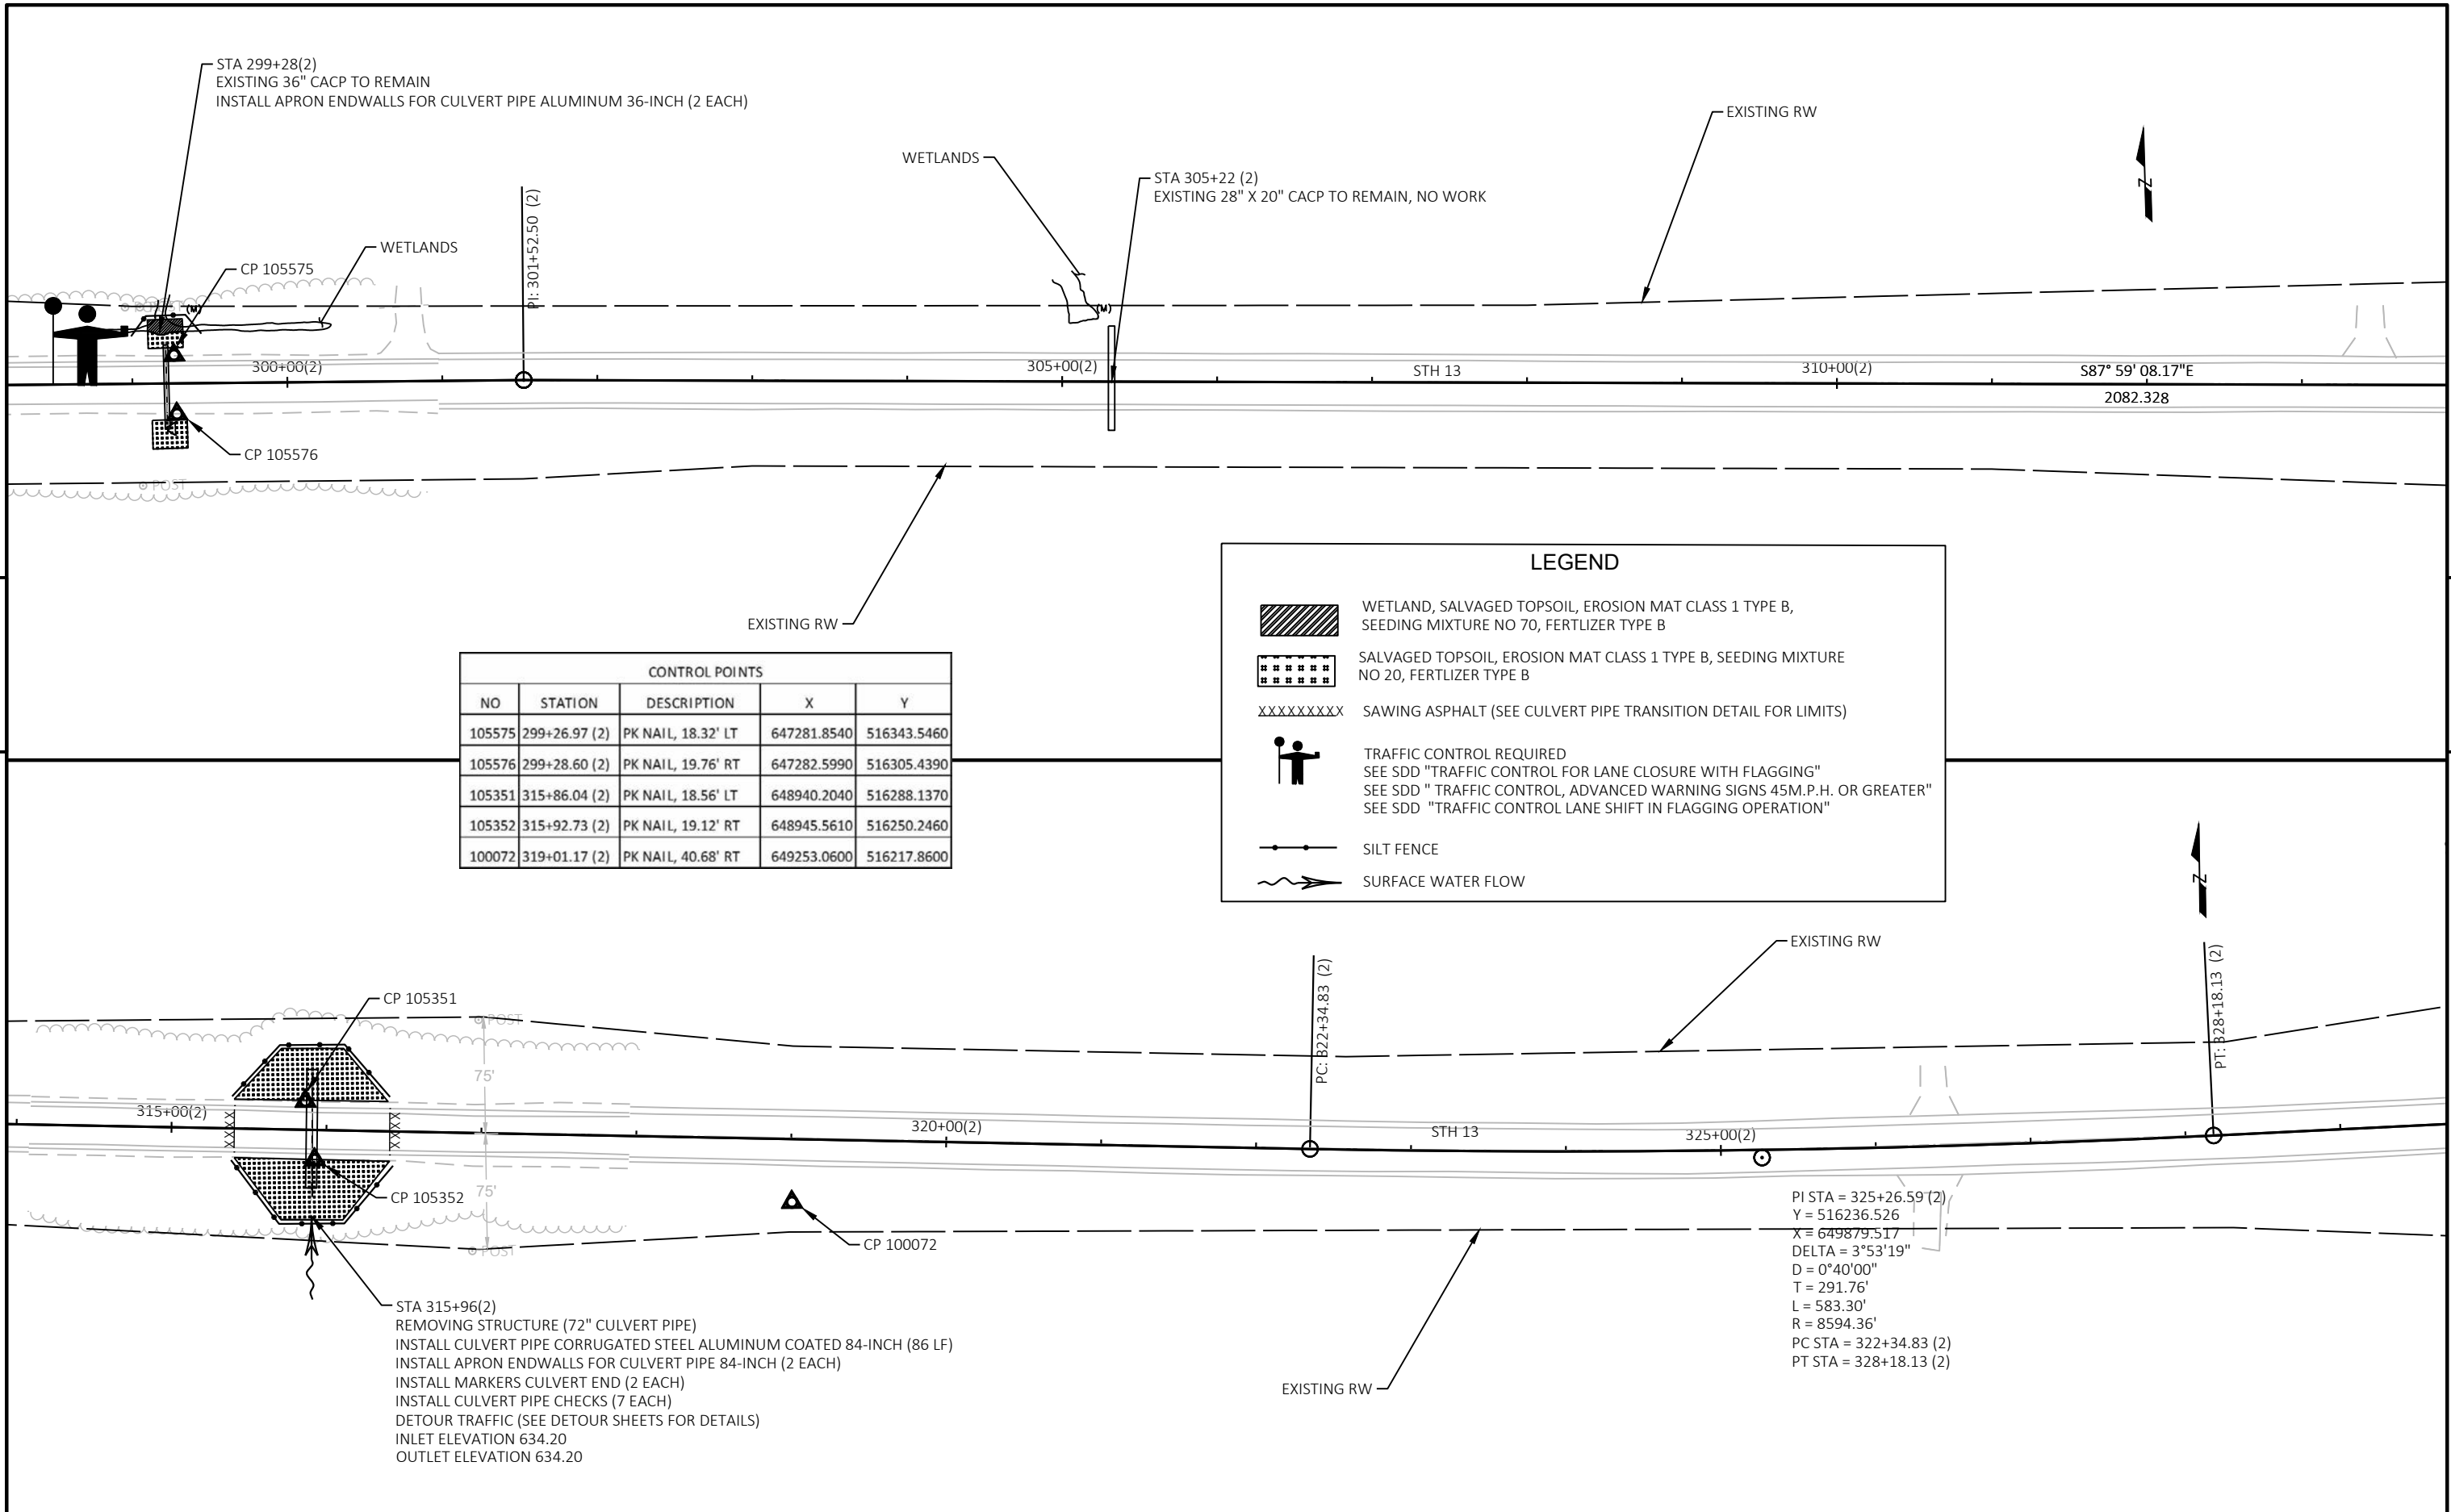 STA 299+28(2)
EXISTING 36" CACP TO REMAIN
INSTALL APRON ENDWALLS FOR CULVERT PIPE ALUMINUM 36-INCH (2 EACH)
EXISTING RW
WETLANDS
STA 305+22 (2)
EXISTING 28" X 20" CACP TO REMAIN, NO WORK
N
PI: 301+52.50 (2)
WETLANDS
CP 105575
(M)
(M)
300+00(2)
305+00(2)
STH 13
310+00(2)
S87° 59' 08.17"E
2082.328
CP 105576
POST
EXISTING RW
LEGEND
WETLAND, SALVAGED TOPSOIL, EROSION MAT CLASS 1 TYPE B,
SEEDING MIXTURE NO 70, FERTLIZER TYPE B
SALVAGED TOPSOIL, EROSION MAT CLASS 1 TYPE B, SEEDING MIXTURE
NO 20, FERTLIZER TYPE B
XXXXXXXXX SAWING ASPHALT (SEE CULVERT PIPE TRANSITION DETAIL FOR LIMITS)
TRAFFIC CONTROL REQUIRED
SEE SDD "TRAFFIC CONTROL FOR LANE CLOSURE WITH FLAGGING"
SEE SDD " TRAFFIC CONTROL, ADVANCED WARNING SIGNS 45M.P.H. OR GREATER"
SEE SDD "TRAFFIC CONTROL LANE SHIFT IN FLAGGING OPERATION"
SILT FENCE
SURFACE WATER FLOW
CONTROL POINTS
NO STATION DESCRIPTION X Y
105575 299+26.97 (2) PK NAIL, 18.32' LT 647281.8540 516343.5460
105576 299+28.60 (2) PK NAIL, 19.76' RT 647282.5990 516305.4390
105351 315+86.04 (2) PK NAIL, 18.56' LT 648940.2040 516288.1370
105352 315+92.73 (2) PK NAIL, 19.12' RT 648945.5610 516250.2460
100072 319+01.17 (2) PK NAIL, 40.68' RT 649253.0600 516217.8600
N
EXISTING RW
CP 105351
POST
75'
PC: 322+34.83 (2)
PT: 328+18.13 (2)
315+00(2)
XXXX
XXXX
320+00(2)
STH 13
325+00(2)
75'
CP 105352
POST
CP 100072
PI STA = 325+26.59 (2)
Y = 516236.526
X = 649879.517
DELTA = 3°53'19"
D = 0°40'00"
T = 291.76'
L = 583.30'
R = 8594.36'
PC STA = 322+34.83 (2)
PT STA = 328+18.13 (2)
STA 315+96(2)
REMOVING STRUCTURE (72" CULVERT PIPE)
INSTALL CULVERT PIPE CORRUGATED STEEL ALUMINUM COATED 84-INCH (86 LF)
INSTALL APRON ENDWALLS FOR CULVERT PIPE 84-INCH (2 EACH)
INSTALL MARKERS CULVERT END (2 EACH)
INSTALL CULVERT PIPE CHECKS (7 EACH)
DETOUR TRAFFIC (SEE DETOUR SHEETS FOR DETAILS)
INLET ELEVATION 634.20
OUTLET ELEVATION 634.20
EXISTING RW